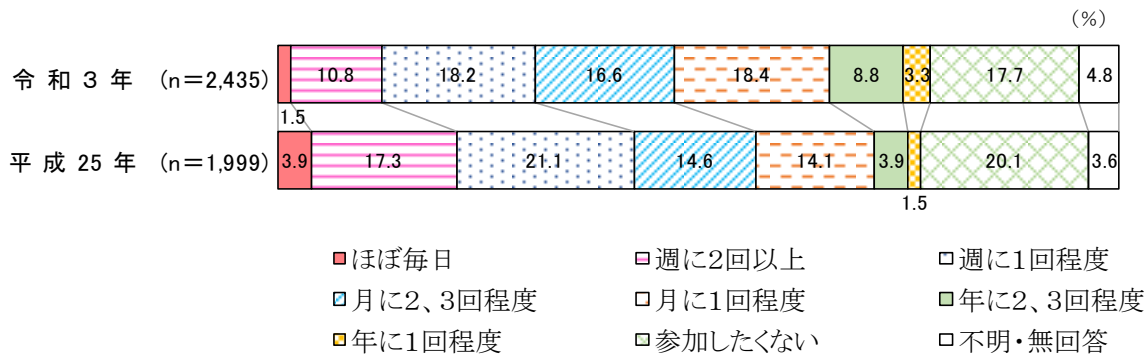 （%）
令和3年 （n＝2,435） 10.8 18.2 16.6 18.4 8.8 3.3 17.7 4.8
1.5
平成25年 （n＝1,999） 3.9 17.3 21.1 14.6 14.1 3.9 20.1 3.6
1.5
ほぼ毎日 週に2回以上 週に1回程度
月に2、3回程度 月に1回程度 年に2、3回程度
年に1回程度 参加したくない 不明・無回答